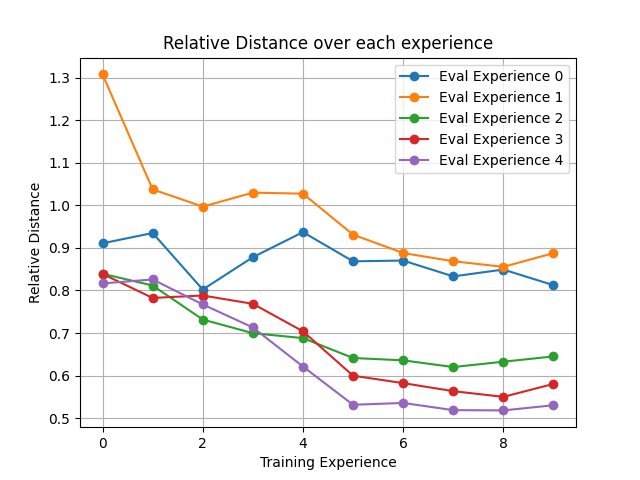 Relative Distance over each experience
Eval Experience 0
Eval Experience 1
Eval Experience 2
Eval Experience 3
Eval Experience 4
Relative Distance
1.3
1.2
1.1
1.0
0.9
0.8
0.7
0.6
0.5
0 2 4 6 8
Training Experience